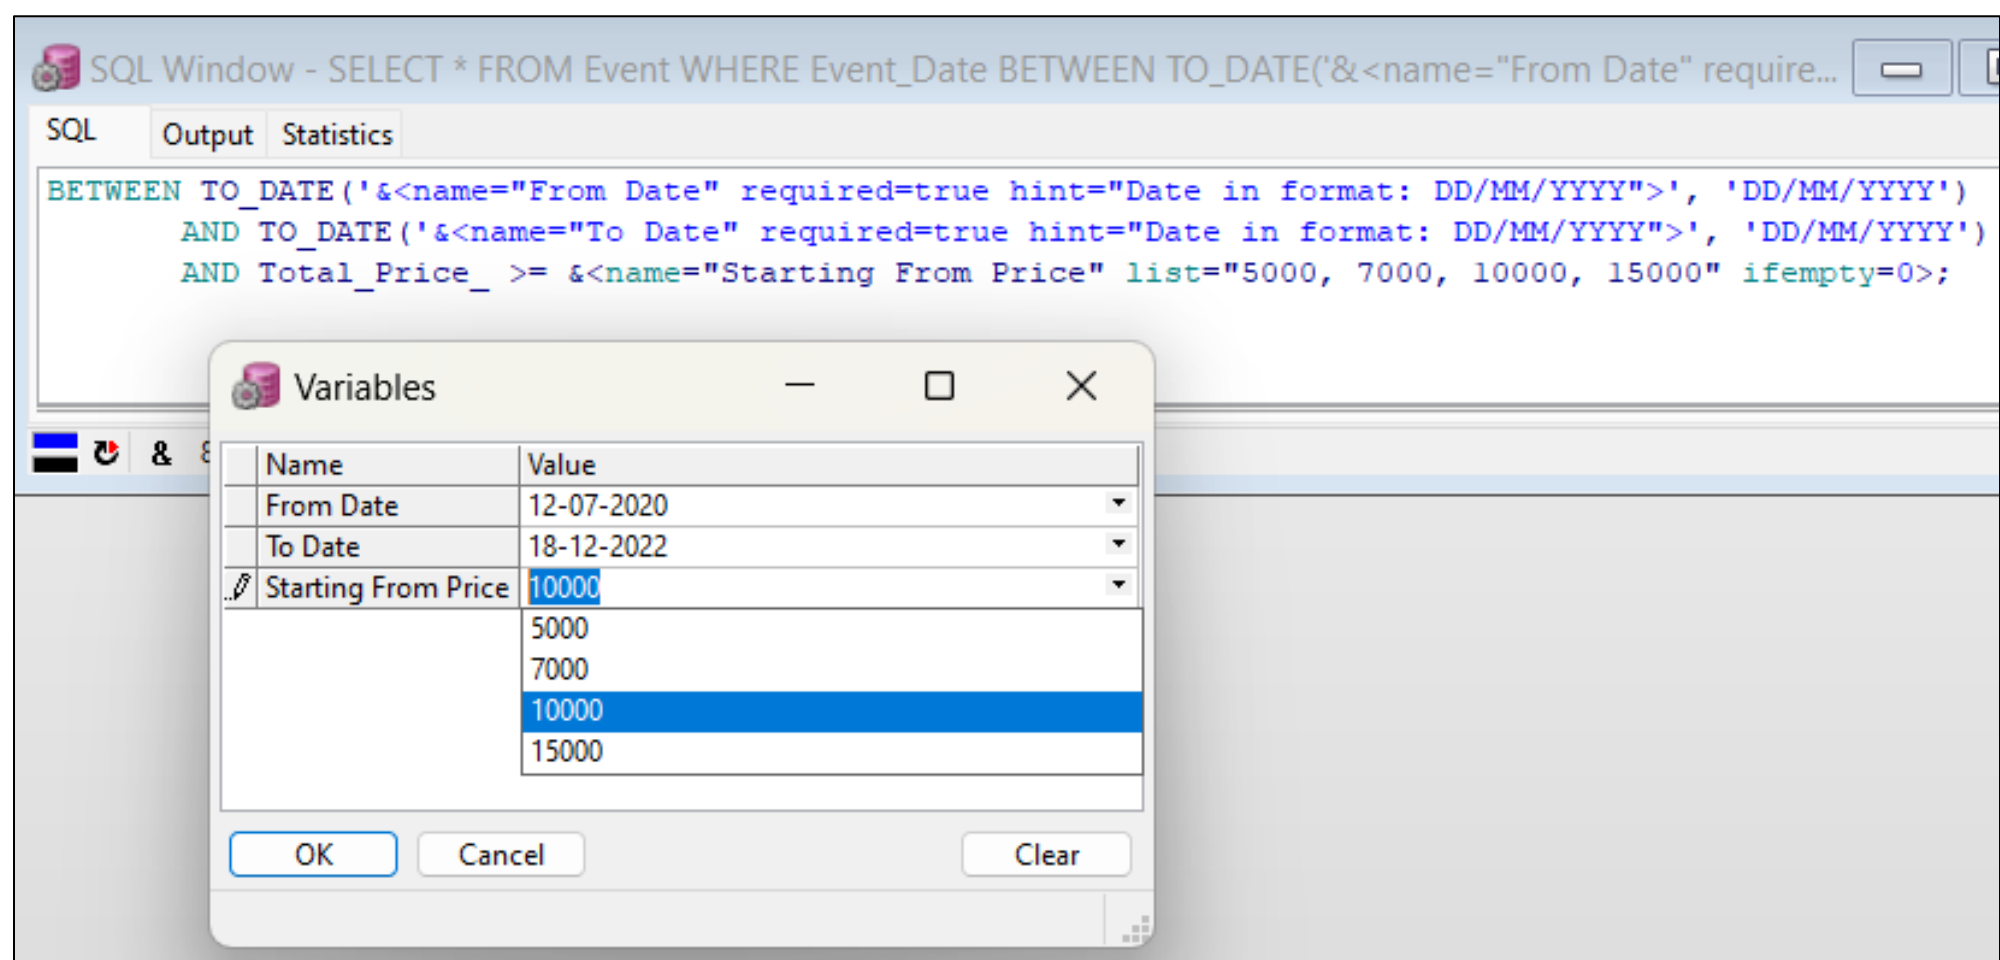 SQL Window - SELECT * FROM Event WHERE Event_Date BETWEEN TO_DATE('&<name="From Date" require...
SQL Output Statistics
BETWEEN TO_DATE('&<name="From Date" required=true hint="Date in format: DD/MM/YYYY">', 'DD/MM/YYYY')
AND TO_DATE('&<name="To Date" required=true hint="Date in format: DD/MM/YYYY">', 'DD/MM/YYYY')
AND Total_Price_ >= &<name="Starting From Price" list="5000, 7000, 10000, 15000" ifempty=0>;
Variables
&
Name Value
From Date 12-07-2020
To Date 18-12-2022
Starting From Price 10000
5000
7000
10000
15000
OK Cancel Clear